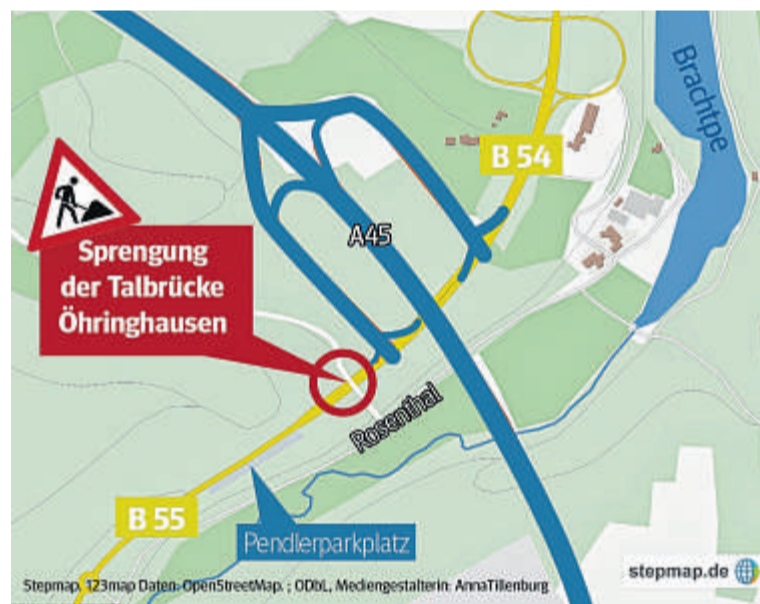 Brachtpe
B 54
A45
Sprengung
der Talbrücke
Öhringhausen
Rosenthal
B 55
Pendlerparkplatz
stepmap.de
Stepmap, 123map Daten: OpenStreetMap. ; ODbL, Mediengestalterin: AnnaTillenburg